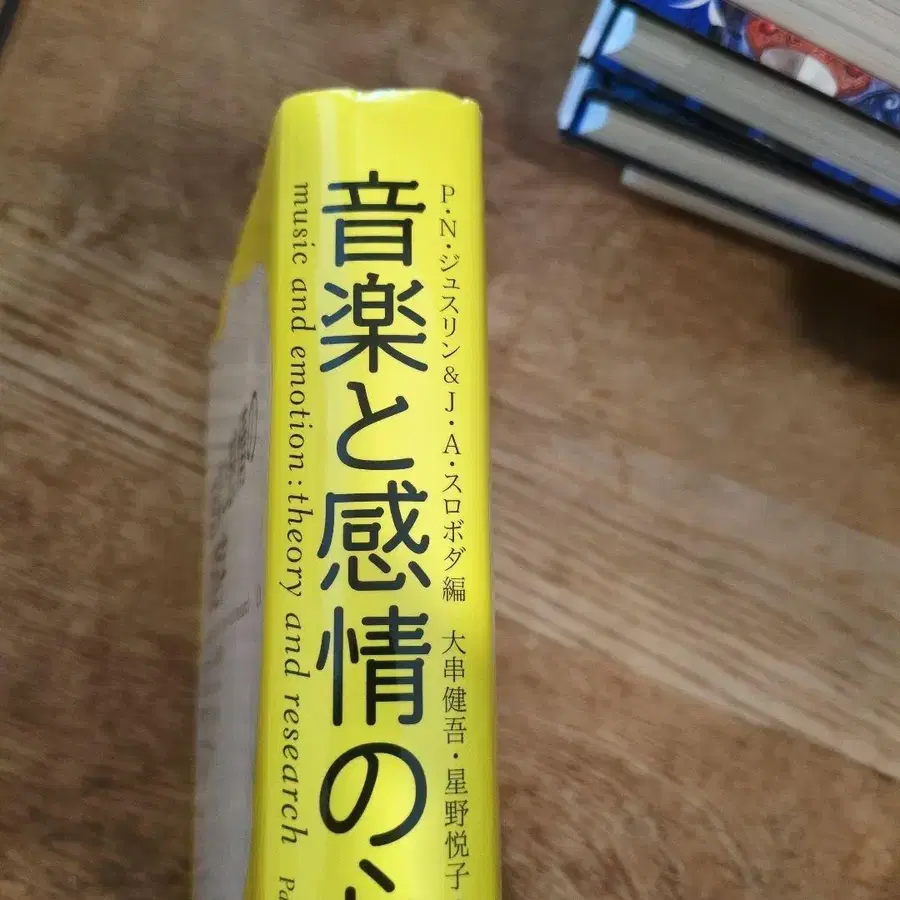 P・N・ジュスリン&J・A・スロボダ編 大串健吾・星野悦子
音楽と感情の
music and emotion: theory and research Pa